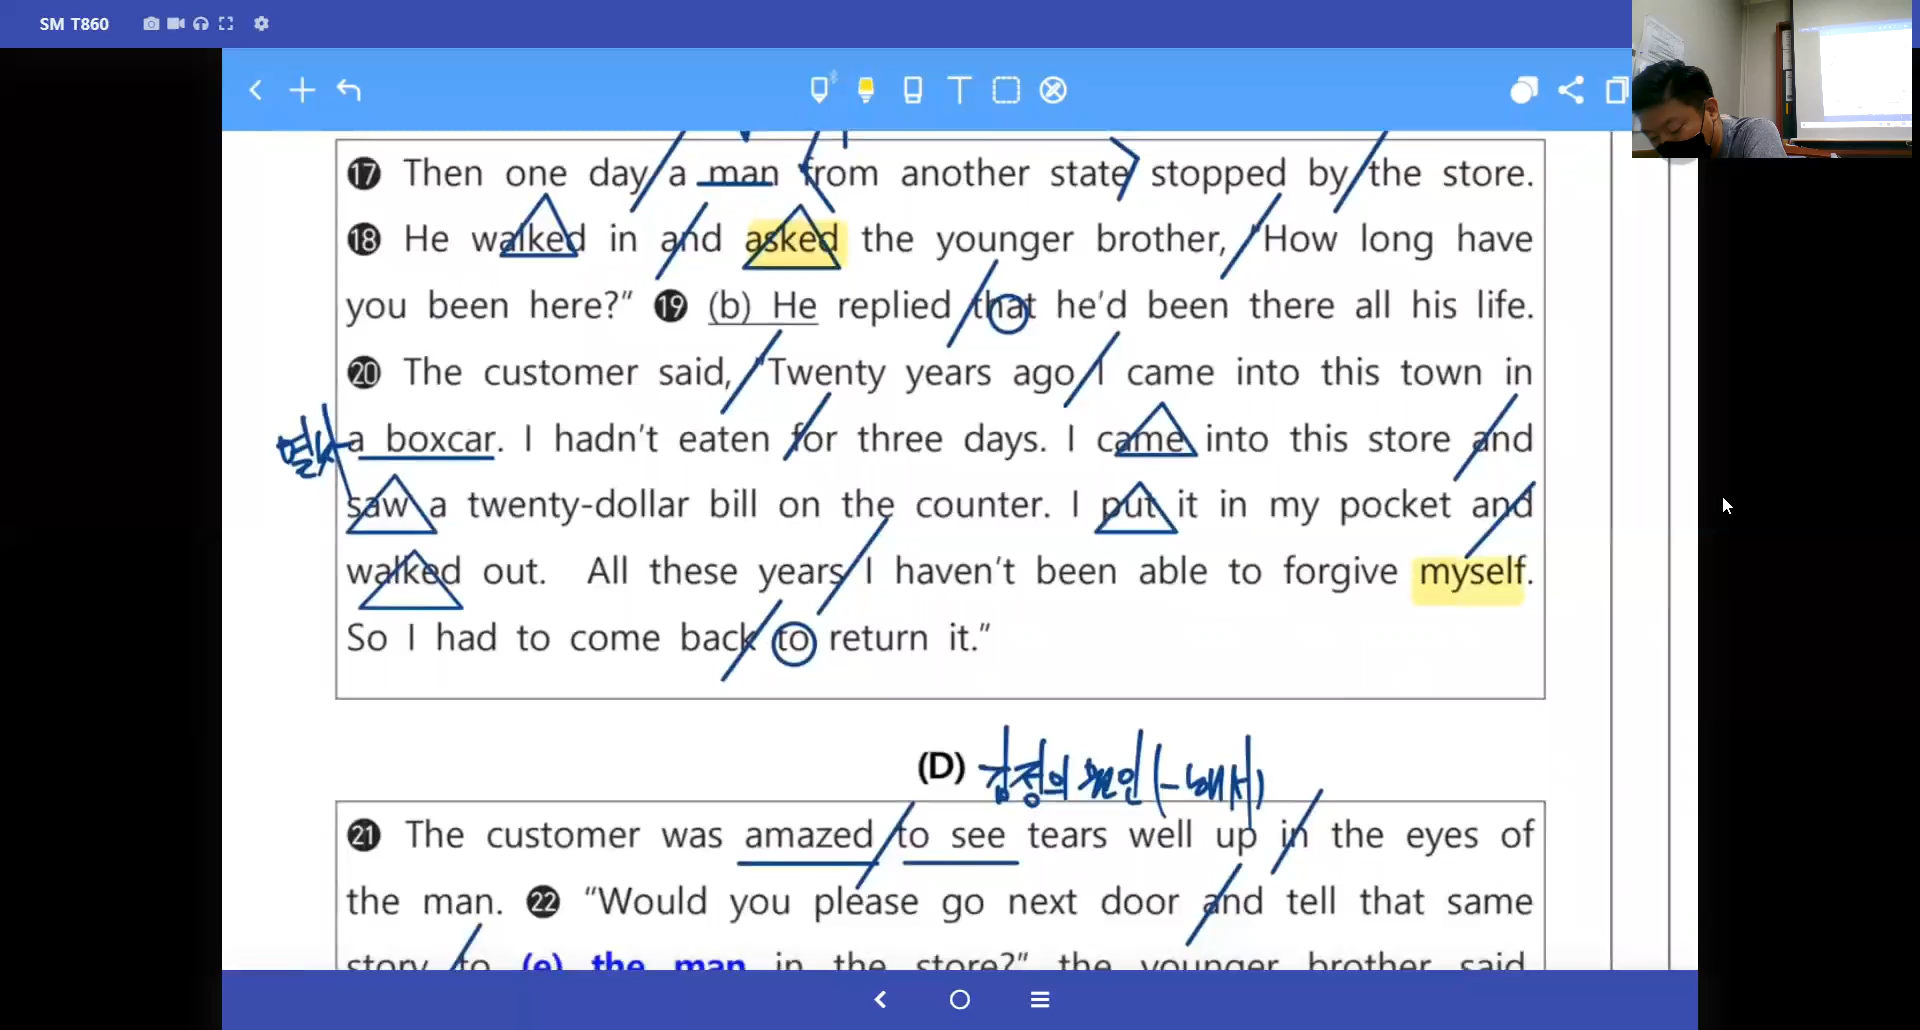 SM T860
⓱ Then one day a man from another state stopped by the store.
⓲ He walked in and asked the younger brother, "How long have
you been here?" ⓳ (b) He replied that he'd been there all his life.
⓴ The customer said, "Twenty years ago I came into this town in
열차 a boxcar. I hadn't eaten for three days. I came into this store and
saw a twenty-dollar bill on the counter. I put it in my pocket and
walked out. All these years I haven't been able to forgive myself.
So I had to come back to return it."
(D) 감정의 원인 (~해서)
21 The customer was amazed to see tears well up in the eyes of
the man. 22 "Would you please go next door and tell that same
story to (e) the man in the store?" the younger brother said.